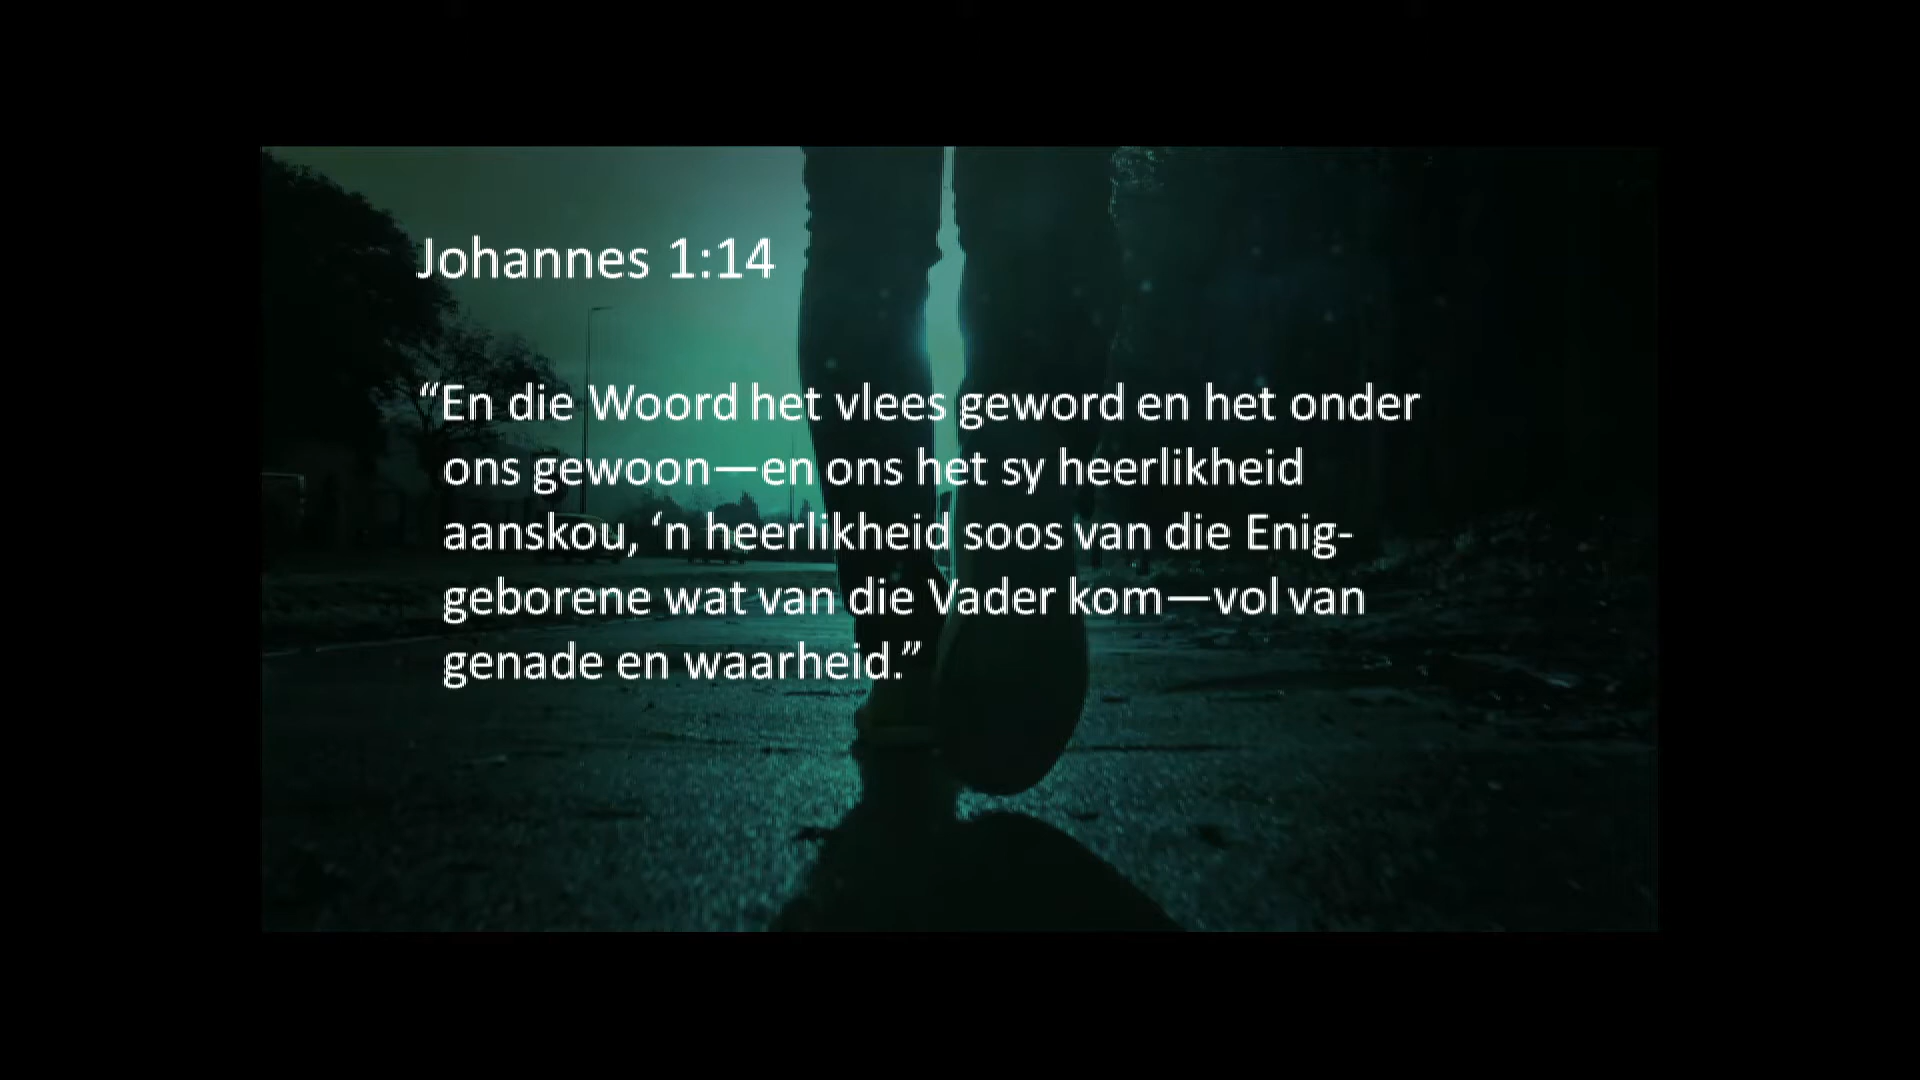 Johannes 1:14
“En die Woord het vlees geword en het onder
ons gewoon—en ons het sy heerlikheid
aanskou, ‘n heerlikheid soos van die Enig-
geborene wat van die Vader kom—vol van
genade en waarheid.”